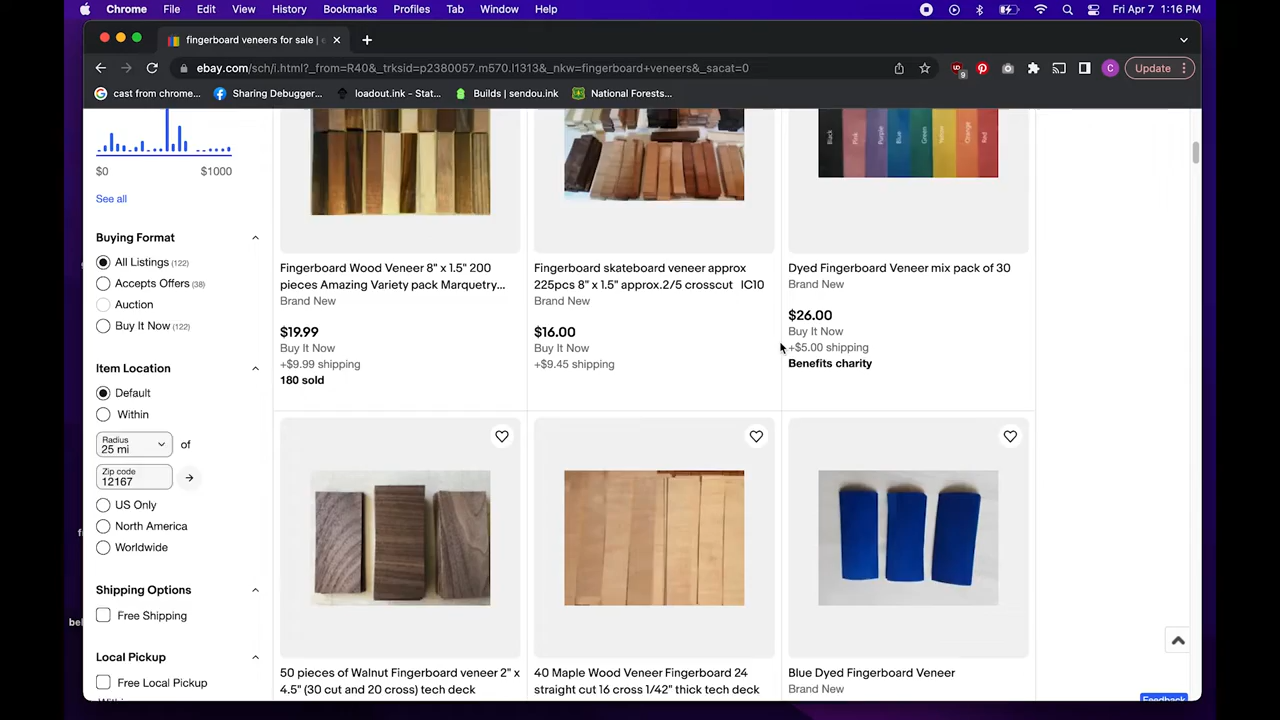 Chrome File Edit View History Bookmarks Profiles Tab Window Help Fri Apr 7 1:16 PM
fingerboard veneers for sale |
ebay.com/sch/i.html?_from=R40&_trksid=p2380057.m570.l1313&_nkw=fingerboard+veneers&_sacat=0
9
C
Update
cast from chrome... Sharing Debugger... loadout.ink - Stat... Builds | sendou.ink National Forests...
$0 $1000
See all
Buying Format
All Listings (122)
Accepts Offers (38)
Auction
Buy It Now (122)
Item Location
Default
Within
Radius
25 mi
of
Zip code
12167
US Only
North America
Worldwide
Shipping Options
Free Shipping
Local Pickup
Free Local Pickup
Fingerboard Wood Veneer 8" x 1.5" 200
pieces Amazing Variety pack Marquetry...
Brand New
$19.99
Buy It Now
+$9.99 shipping
180 sold
Fingerboard skateboard veneer approx
225pcs 8" x 1.5" approx.2/5 crosscut IC10
Brand New
$16.00
Buy It Now
+$9.45 shipping
Black
Pink
Purple
Blue
Green
Yellow
Orange
Red
Dyed Fingerboard Veneer mix pack of 30
Brand New
$26.00
Buy It Now
+$5.00 shipping
Benefits charity
50 pieces of Walnut Fingerboard veneer 2" x
4.5" (30 cut and 20 cross) tech deck
40 Maple Wood Veneer Fingerboard 24
straight cut 16 cross 1/42" thick tech deck
Blue Dyed Fingerboard Veneer
Brand New
Feedback